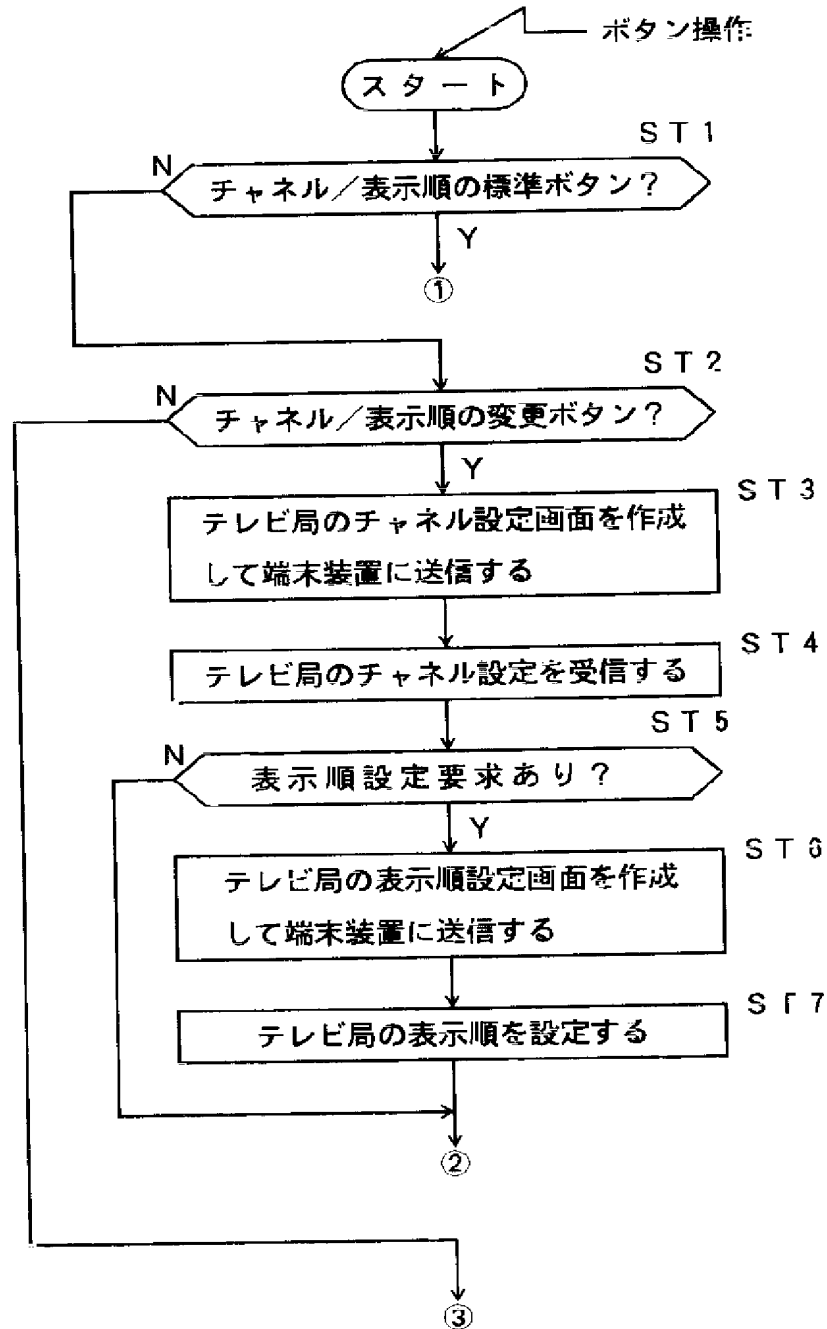 ボタン操作
スタート
ST1
N
チャネル/表示順の標準ボタン?
Y
①
ST2
N
チャネル/表示順の変更ボタン?
Y
ST3
テレビ局のチャネル設定画面を作成
して端末装置に送信する
ST4
テレビ局のチャネル設定を受信する
ST5
N
表示順設定要求あり?
Y
ST6
テレビ局の表示順設定画面を作成
して端末装置に送信する
ST7
テレビ局の表示順を設定する
②
③